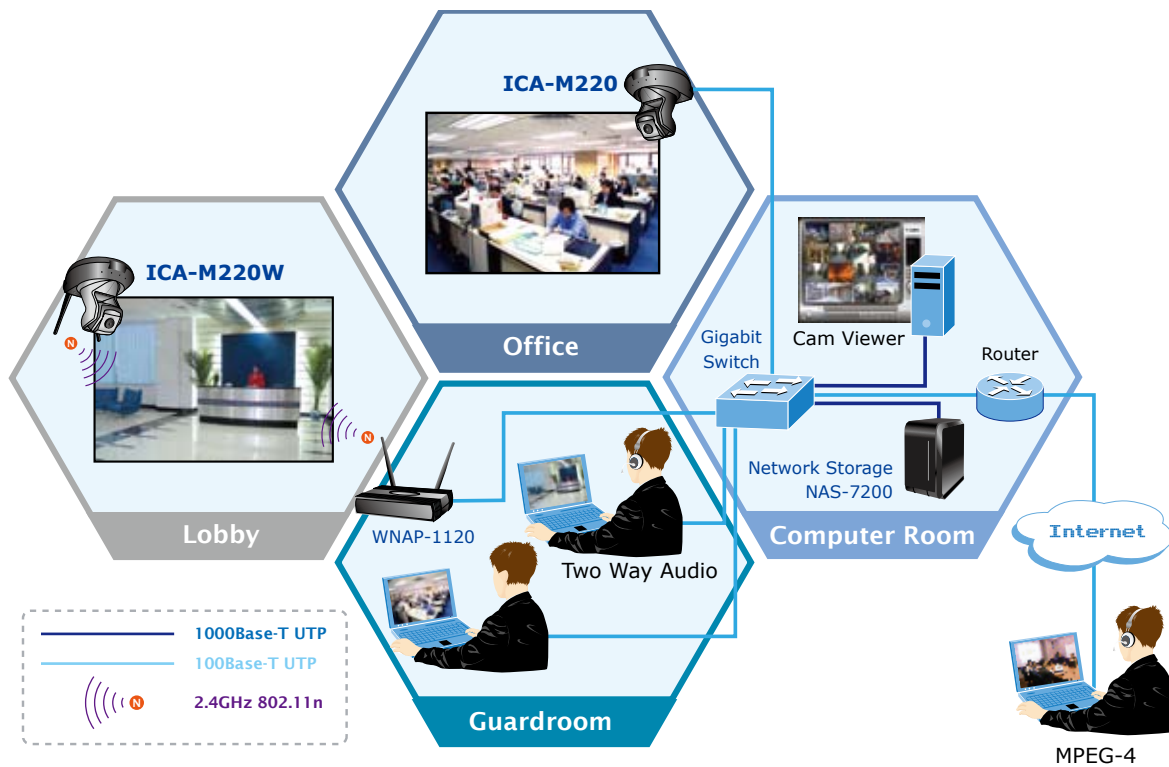 ICA-M220
Office
ICA-M220W
N
N
Lobby
Gigabit
Switch
Cam Viewer
Router
Network Storage
NAS-7200
Computer Room
WNAP-1120
Two Way Audio
Guardroom
Internet
MPEG-4
1000Base-T UTP
100Base-T UTP
N
2.4GHz 802.11n